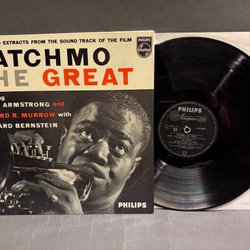 EXTRACTS FROM THE SOUND TRACK OF THE FILM
PHILIPS
ATCHMO
HE GREAT
ARMSTRONG and
RD R. MURROW with
ARD BERNSTEIN
PHILIPS
PHILIPS